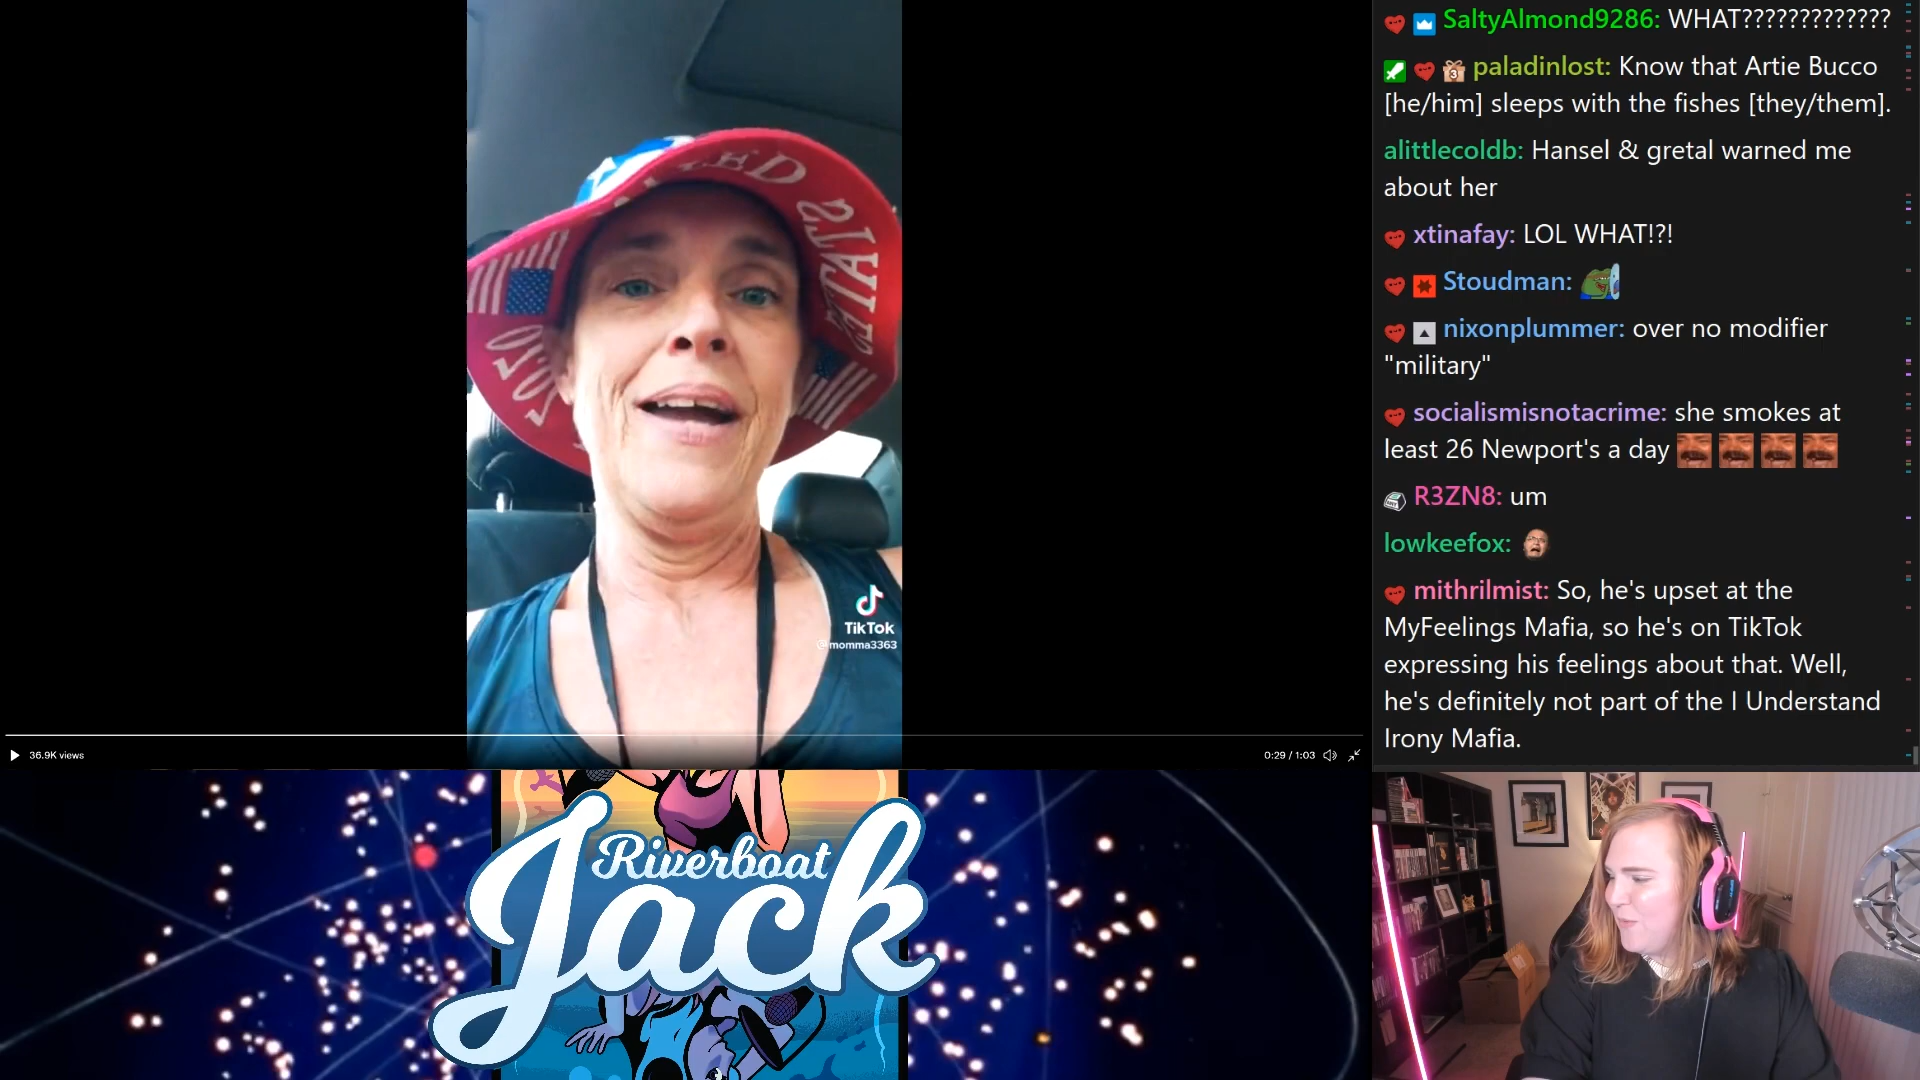 UNITED STATES
2020
TikTok
@momma3363
36.9K views
0:29 / 1:03
SaltyAlmond9286: WHAT?????????????
paladinlost: Know that Artie Bucco
[he/him] sleeps with the fishes [they/them].
alittlecoldb: Hansel & gretal warned me
about her
xtinafay: LOL WHAT!?!
Stoudman:
nixonplummer: over no modifier
"military"
socialismisnotacrime: she smokes at
least 26 Newport's a day
R3ZN8: um
lowkeefox:
mithrilmist: So, he's upset at the
MyFeelings Mafia, so he's on TikTok
expressing his feelings about that. Well,
he's definitely not part of the I Understand
Irony Mafia.
Riverboat
Jack